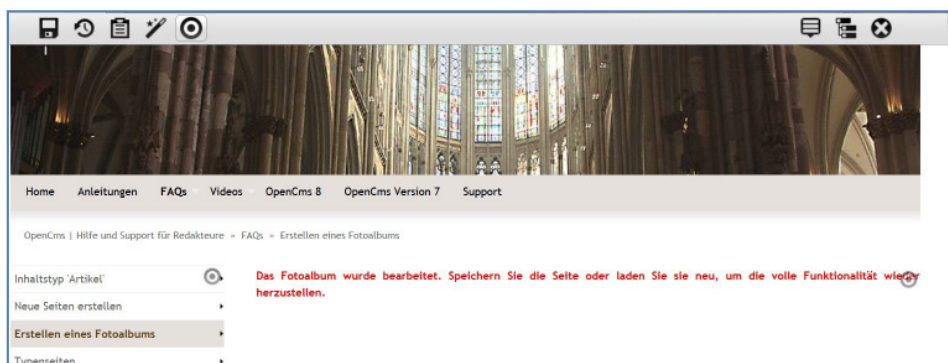 Home Anleitungen FAQs Videos OpenCms 8 OpenCms Version 7 Support
OpenCms | Hilfe und Support für Redakteure » FAQs » Erstellen eines Fotoalbums
Inhaltstyp 'Artikel'
Neue Seiten erstellen
Erstellen eines Fotoalbums
Typenseiten
Das Fotoalbum wurde bearbeitet. Speichern Sie die Seite oder laden Sie sie neu, um die volle Funktionalität wieder
herzustellen.